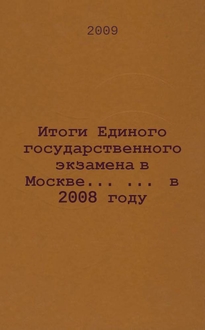 2009
Итоги Единого
государственного
экзамена в
Москве... ... в
2008 году